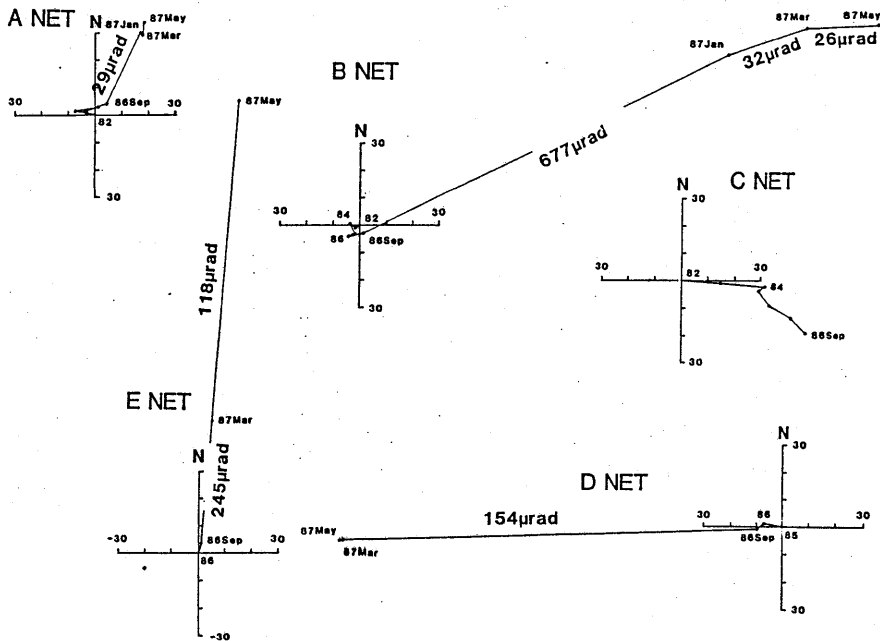 A NET
N
87Jan
87May
87Mar
29µrad
30
86Sep
30
82
30
B NET
N
30
30
84
82
30
86
86Sep
30
677µrad
87Jan
32µrad
87Mar
26µrad
87May
C NET
N
30
30
82
30
84
86Sep
30
87May
118µrad
87Mar
E NET
N
245µrad
-30
86Sep
30
86
-30
D NET
N
30
30
86
30
86Sep
85
30
154µrad
87May
87Mar